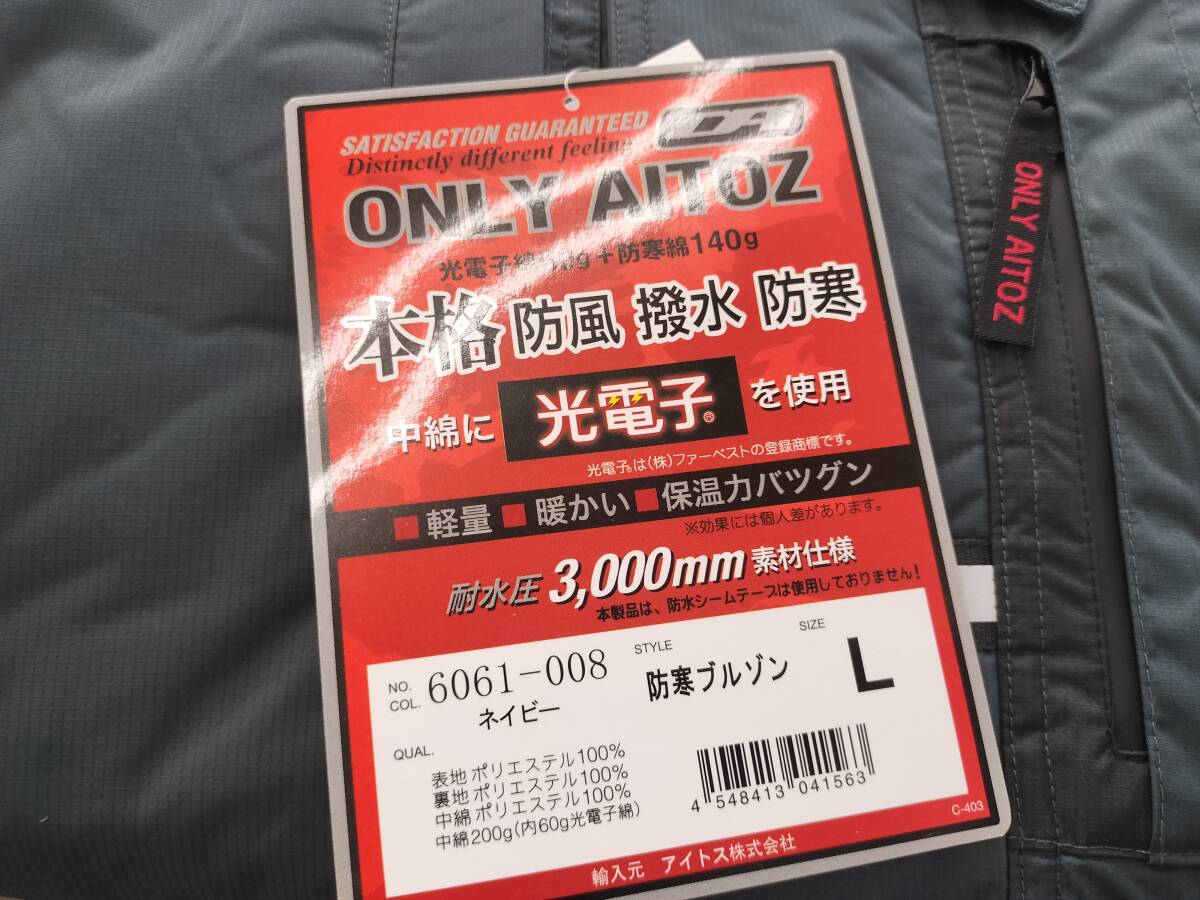 SATISFACTION GUARANTEED
Distinctly different feeling
ONLY AITOZ
光電子綿60g+防寒綿140g
本格 防風 撥水 防寒
中綿に 光電子® を使用
光電子®は(株)ファーベストの登録商標です。
■ 軽量 ■ 暖かい ■ 保温力バツグン
※効果には個人差があります。
耐水圧 3,000mm 素材仕様
本製品は、防水シームテープは使用しておりません!
NO. 6061-008
COL. ネイビー
STYLE
防寒ブルゾン
SIZE
L
QUAL.
表地 ポリエステル100%
裏地 ポリエステル100%
中綿 ポリエステル100%
中綿200g(内60g光電子綿)
4 548413 041563
C-403
輸入元 アイトス株式会社
ONLY AITOZ